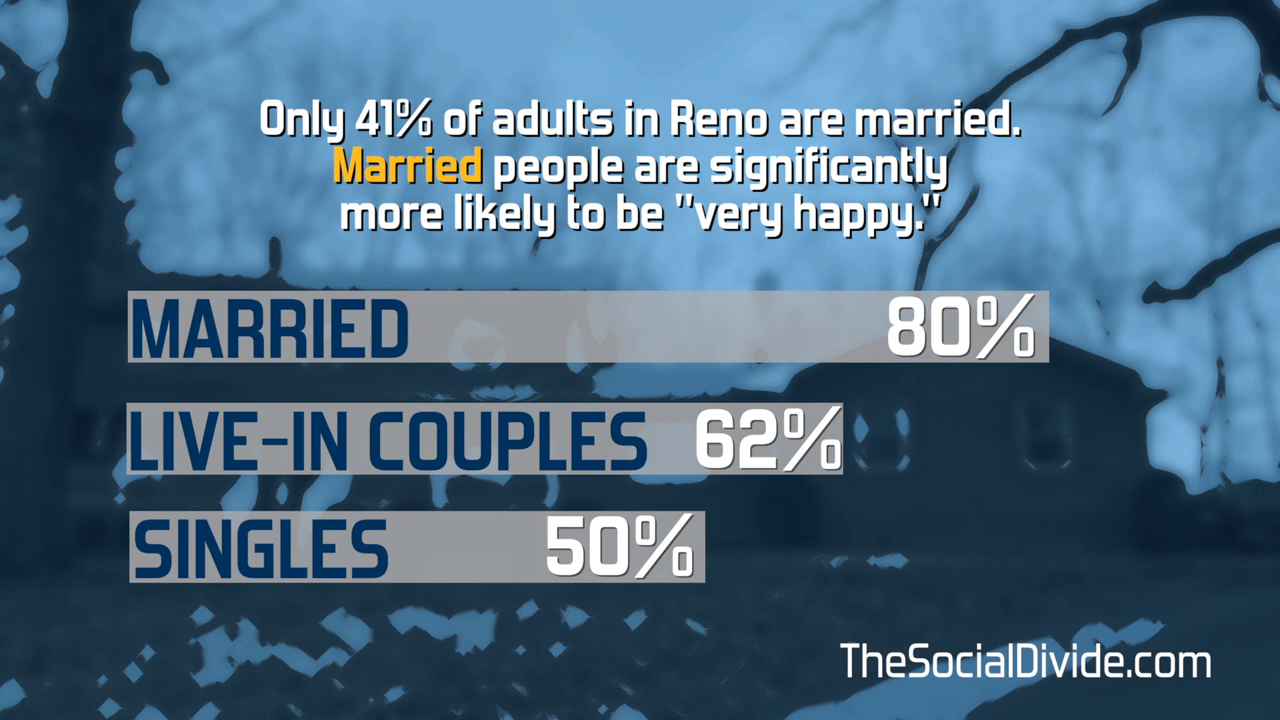 Only 41% of adults in Reno are married.
Married people are significantly
more likely to be "very happy."
MARRIED 80%
LIVE-IN COUPLES 62%
SINGLES 50%
TheSocialDivide.com